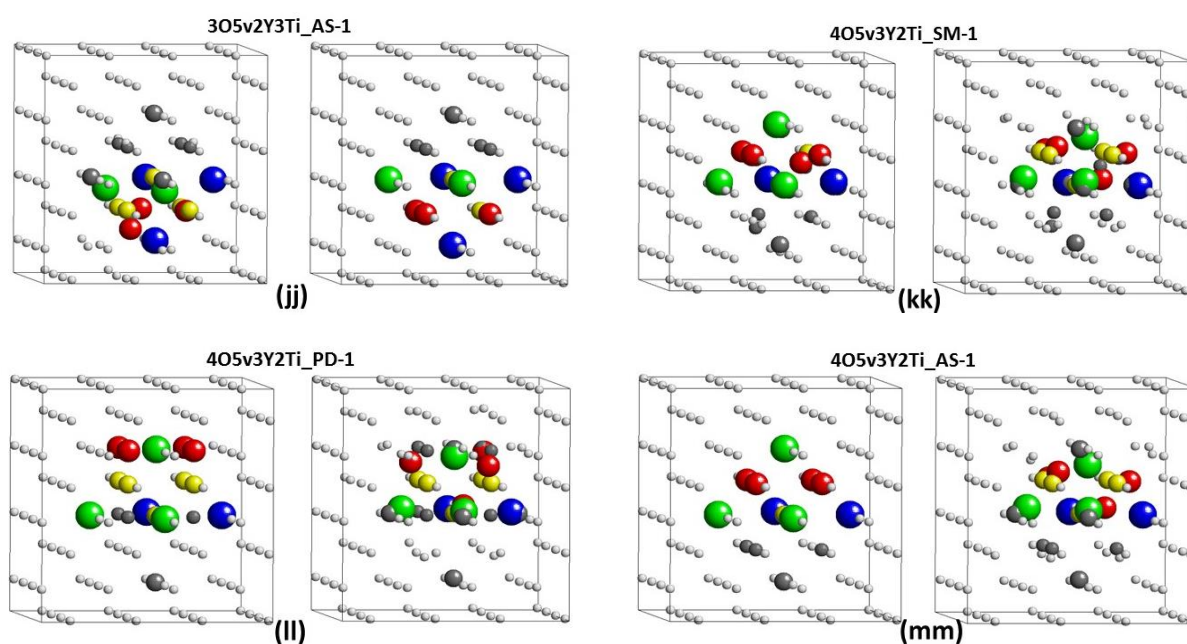 3O5v2Y3Ti_AS-1
4O5v3Y2Ti_SM-1
(jj)
(kk)
4O5v3Y2Ti_PD-1
4O5v3Y2Ti_AS-1
(ll)
(mm)